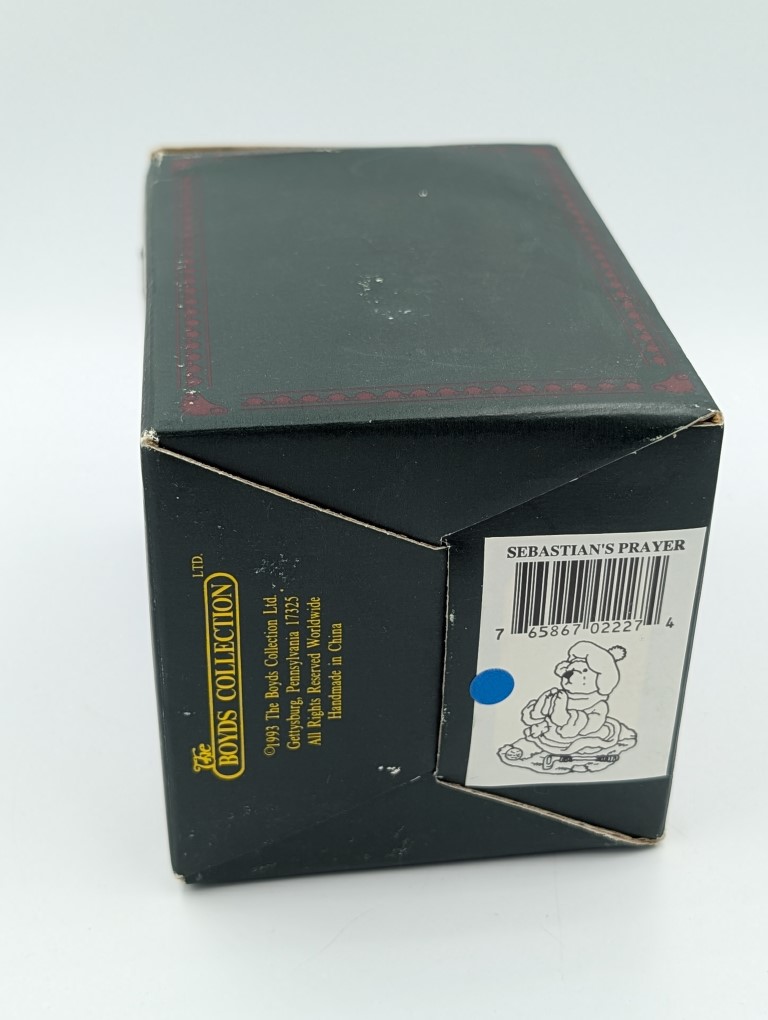 The
BOYDS COLLECTION
LTD.
©1993 The Boyds Collection Ltd.
Gettysburg, Pennsylvania 17325
All Rights Reserved Worldwide
Handmade in China
SEBASTIAN'S PRAYER
7 65867 02227 4